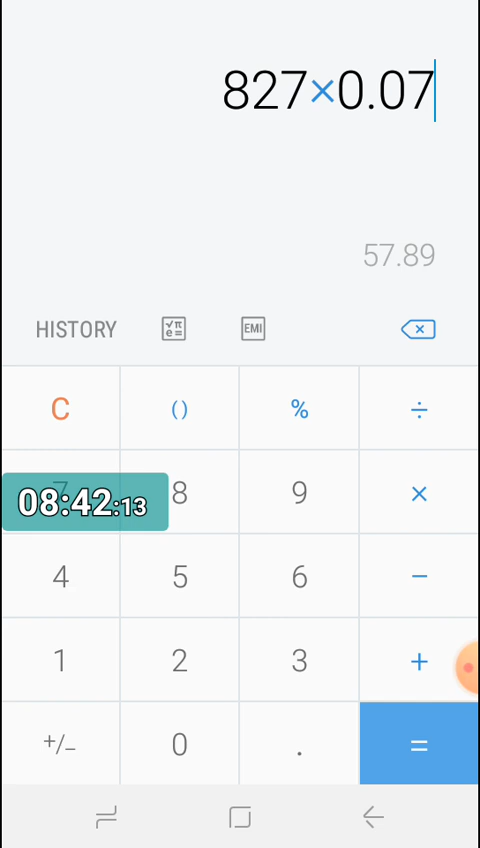 827×0.07
57.89
HISTORY
√π
e=
EMI
C () % ÷
7 8 9 ×
08:42:13
4 5 6 −
1 2 3 +
+/− 0 . =